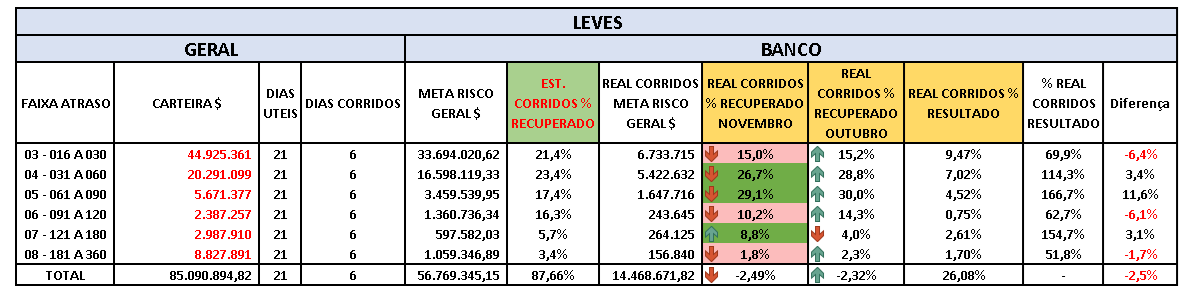 LEVES
GERAL BANCO
FAIXA ATRASO CARTEIRA $ DIAS UTEIS DIAS CORRIDOS META RISCO GERAL $ EST. CORRIDOS % RECUPERADO REAL CORRIDOS META RISCO GERAL $ REAL CORRIDOS % RECUPERADO NOVEMBRO REAL CORRIDOS % RECUPERADO OUTUBRO REAL CORRIDOS % RESULTADO % REAL CORRIDOS RESULTADO Diferença
03 - 016 A 030 44.925.361 21 6 33.694.020,62 21,4% 6.733.715 15,0% 15,2% 9,47% 69,9% -6,4%
04 - 031 A 060 20.291.099 21 6 16.598.119,33 23,4% 5.422.632 26,7% 28,8% 7,02% 114,3% 3,4%
05 - 061 A 090 5.671.377 21 6 3.459.539,95 17,4% 1.647.716 29,1% 30,0% 4,52% 166,7% 11,6%
06 - 091 A 120 2.387.257 21 6 1.360.736,34 16,3% 243.645 10,2% 14,3% 0,75% 62,7% -6,1%
07 - 121 A 180 2.987.910 21 6 597.582,03 5,7% 264.125 8,8% 4,0% 2,61% 154,7% 3,1%
08 - 181 A 360 8.827.891 21 6 1.059.346,89 3,4% 156.840 1,8% 2,3% 1,70% 51,8% -1,7%
TOTAL 85.090.894,82 21 6 56.769.345,15 87,66% 14.468.671,82 -2,49% -2,32% 26,08% - -2,5%